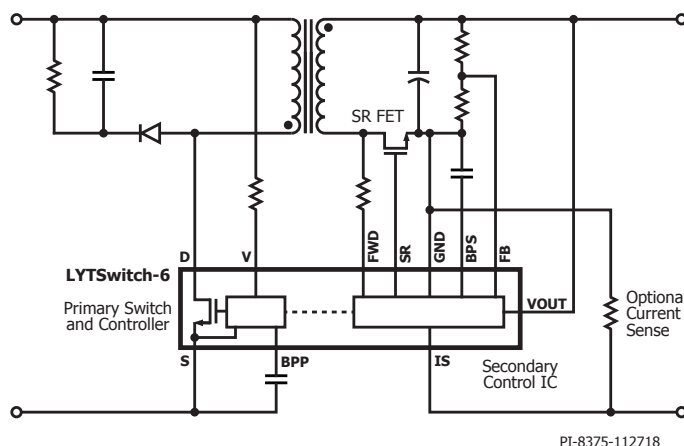 SR FET
D
V
FWD
SR
GND
BPS
FB
LYTSwitch-6
VOUT
Primary Switch
and Controller
Optional
Current
Sense
S
BPP
IS
Secondary
Control IC
PI-8375-112718